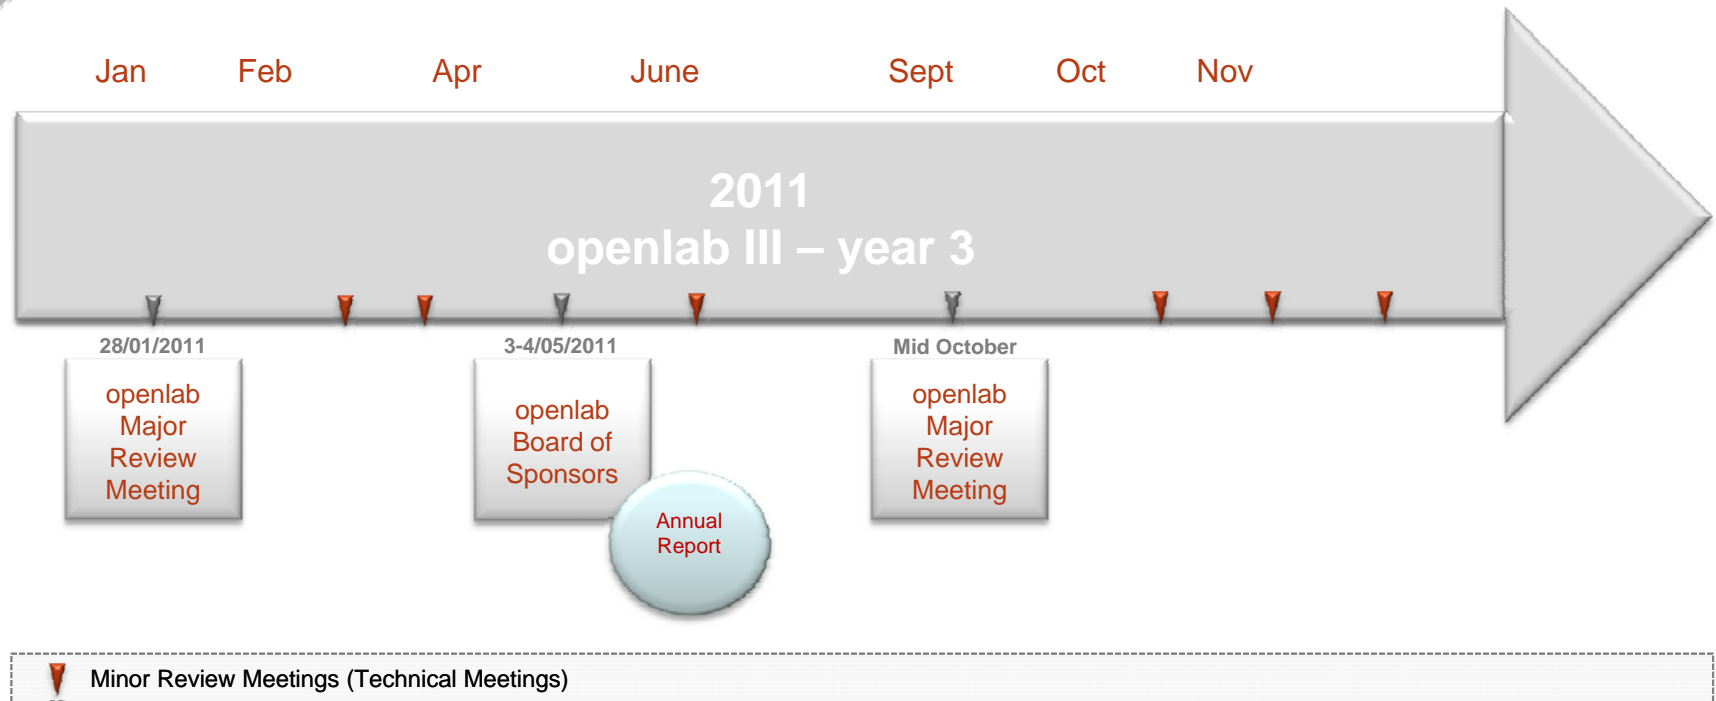 Jan Feb Apr June Sept Oct Nov
2011
openlab III – year 3
28/01/2011
openlab
Major
Review
Meeting
3-4/05/2011
openlab
Board of
Sponsors
Annual
Report
Mid October
openlab
Major
Review
Meeting
Minor Review Meetings (Technical Meetings)